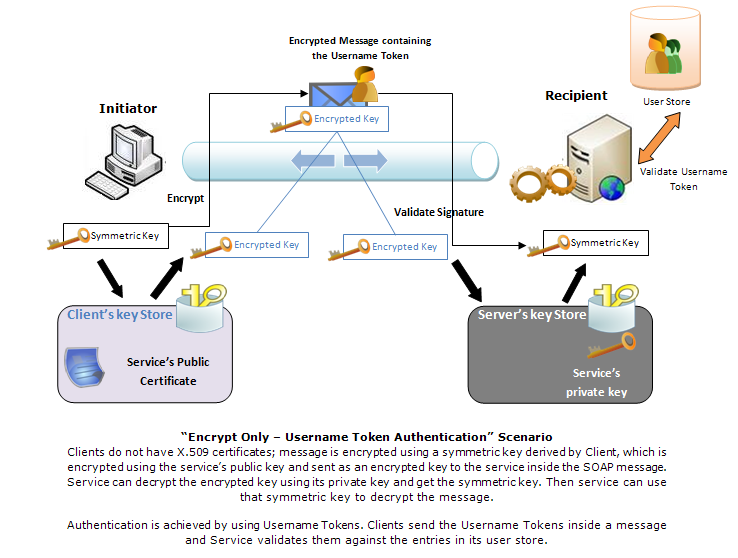 Encrypted Message containing
the Username Token
User Store
Initiator
Recipient
Encrypted Key
Validate Username
Token
Encrypt
Validate Signature
Symmetric Key
Encrypted Key
Encrypted Key
Symmetric Key
Client's key Store
Server's key Store
Service's Public
Certificate
Service's
private key
“Encrypt Only – Username Token Authentication” Scenario
Clients do not have X.509 certificates; message is encrypted using a symmetric key derived by Client, which is
encrypted using the service's public key and sent as an encrypted key to the service inside the SOAP message.
Service can decrypt the encrypted key using its private key and get the symmetric key. Then service can use
that symmetric key to decrypt the message.
Authentication is achieved by using Username Tokens. Clients send the Username Tokens inside a message
and Service validates them against the entries in its user store.